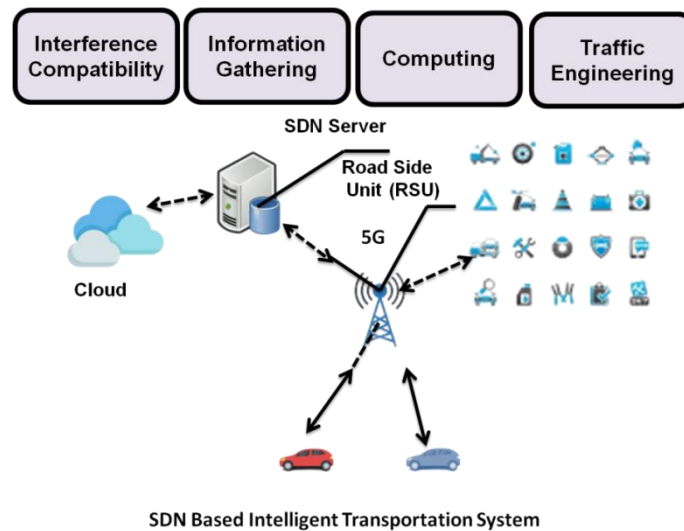 Interference
Compatibility
Information
Gathering
Computing
Traffic
Engineering
SDN Server
Road Side
Unit (RSU)
5G
Cloud
SDN Based Intelligent Transportation System